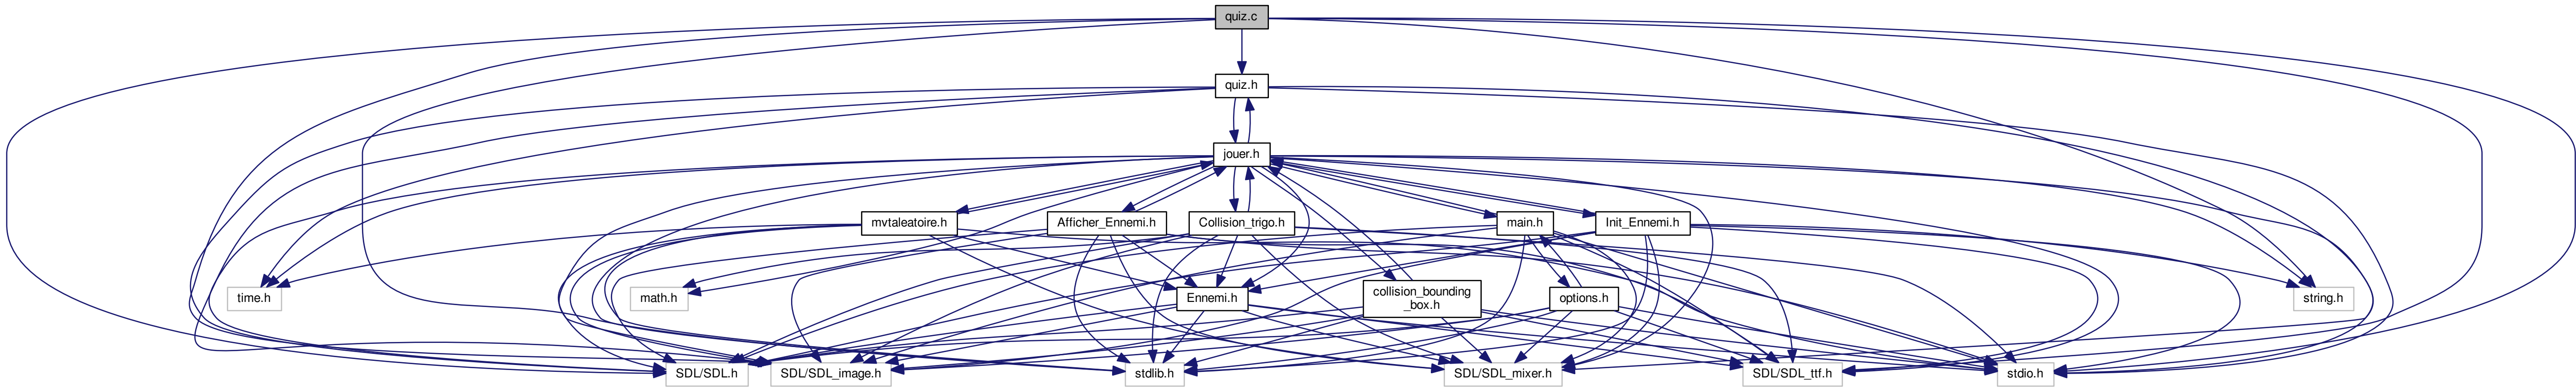 quiz.c
quiz.h
jouer.h
mvtaleatoire.h
Afficher_Ennemi.h
Collision_trigo.h
main.h
Init_Ennemi.h
time.h
math.h
Ennemi.h
collision_bounding
_box.h
options.h
string.h
SDL/SDL.h
SDL/SDL_image.h
stdlib.h
SDL/SDL_mixer.h
SDL/SDL_ttf.h
stdio.h